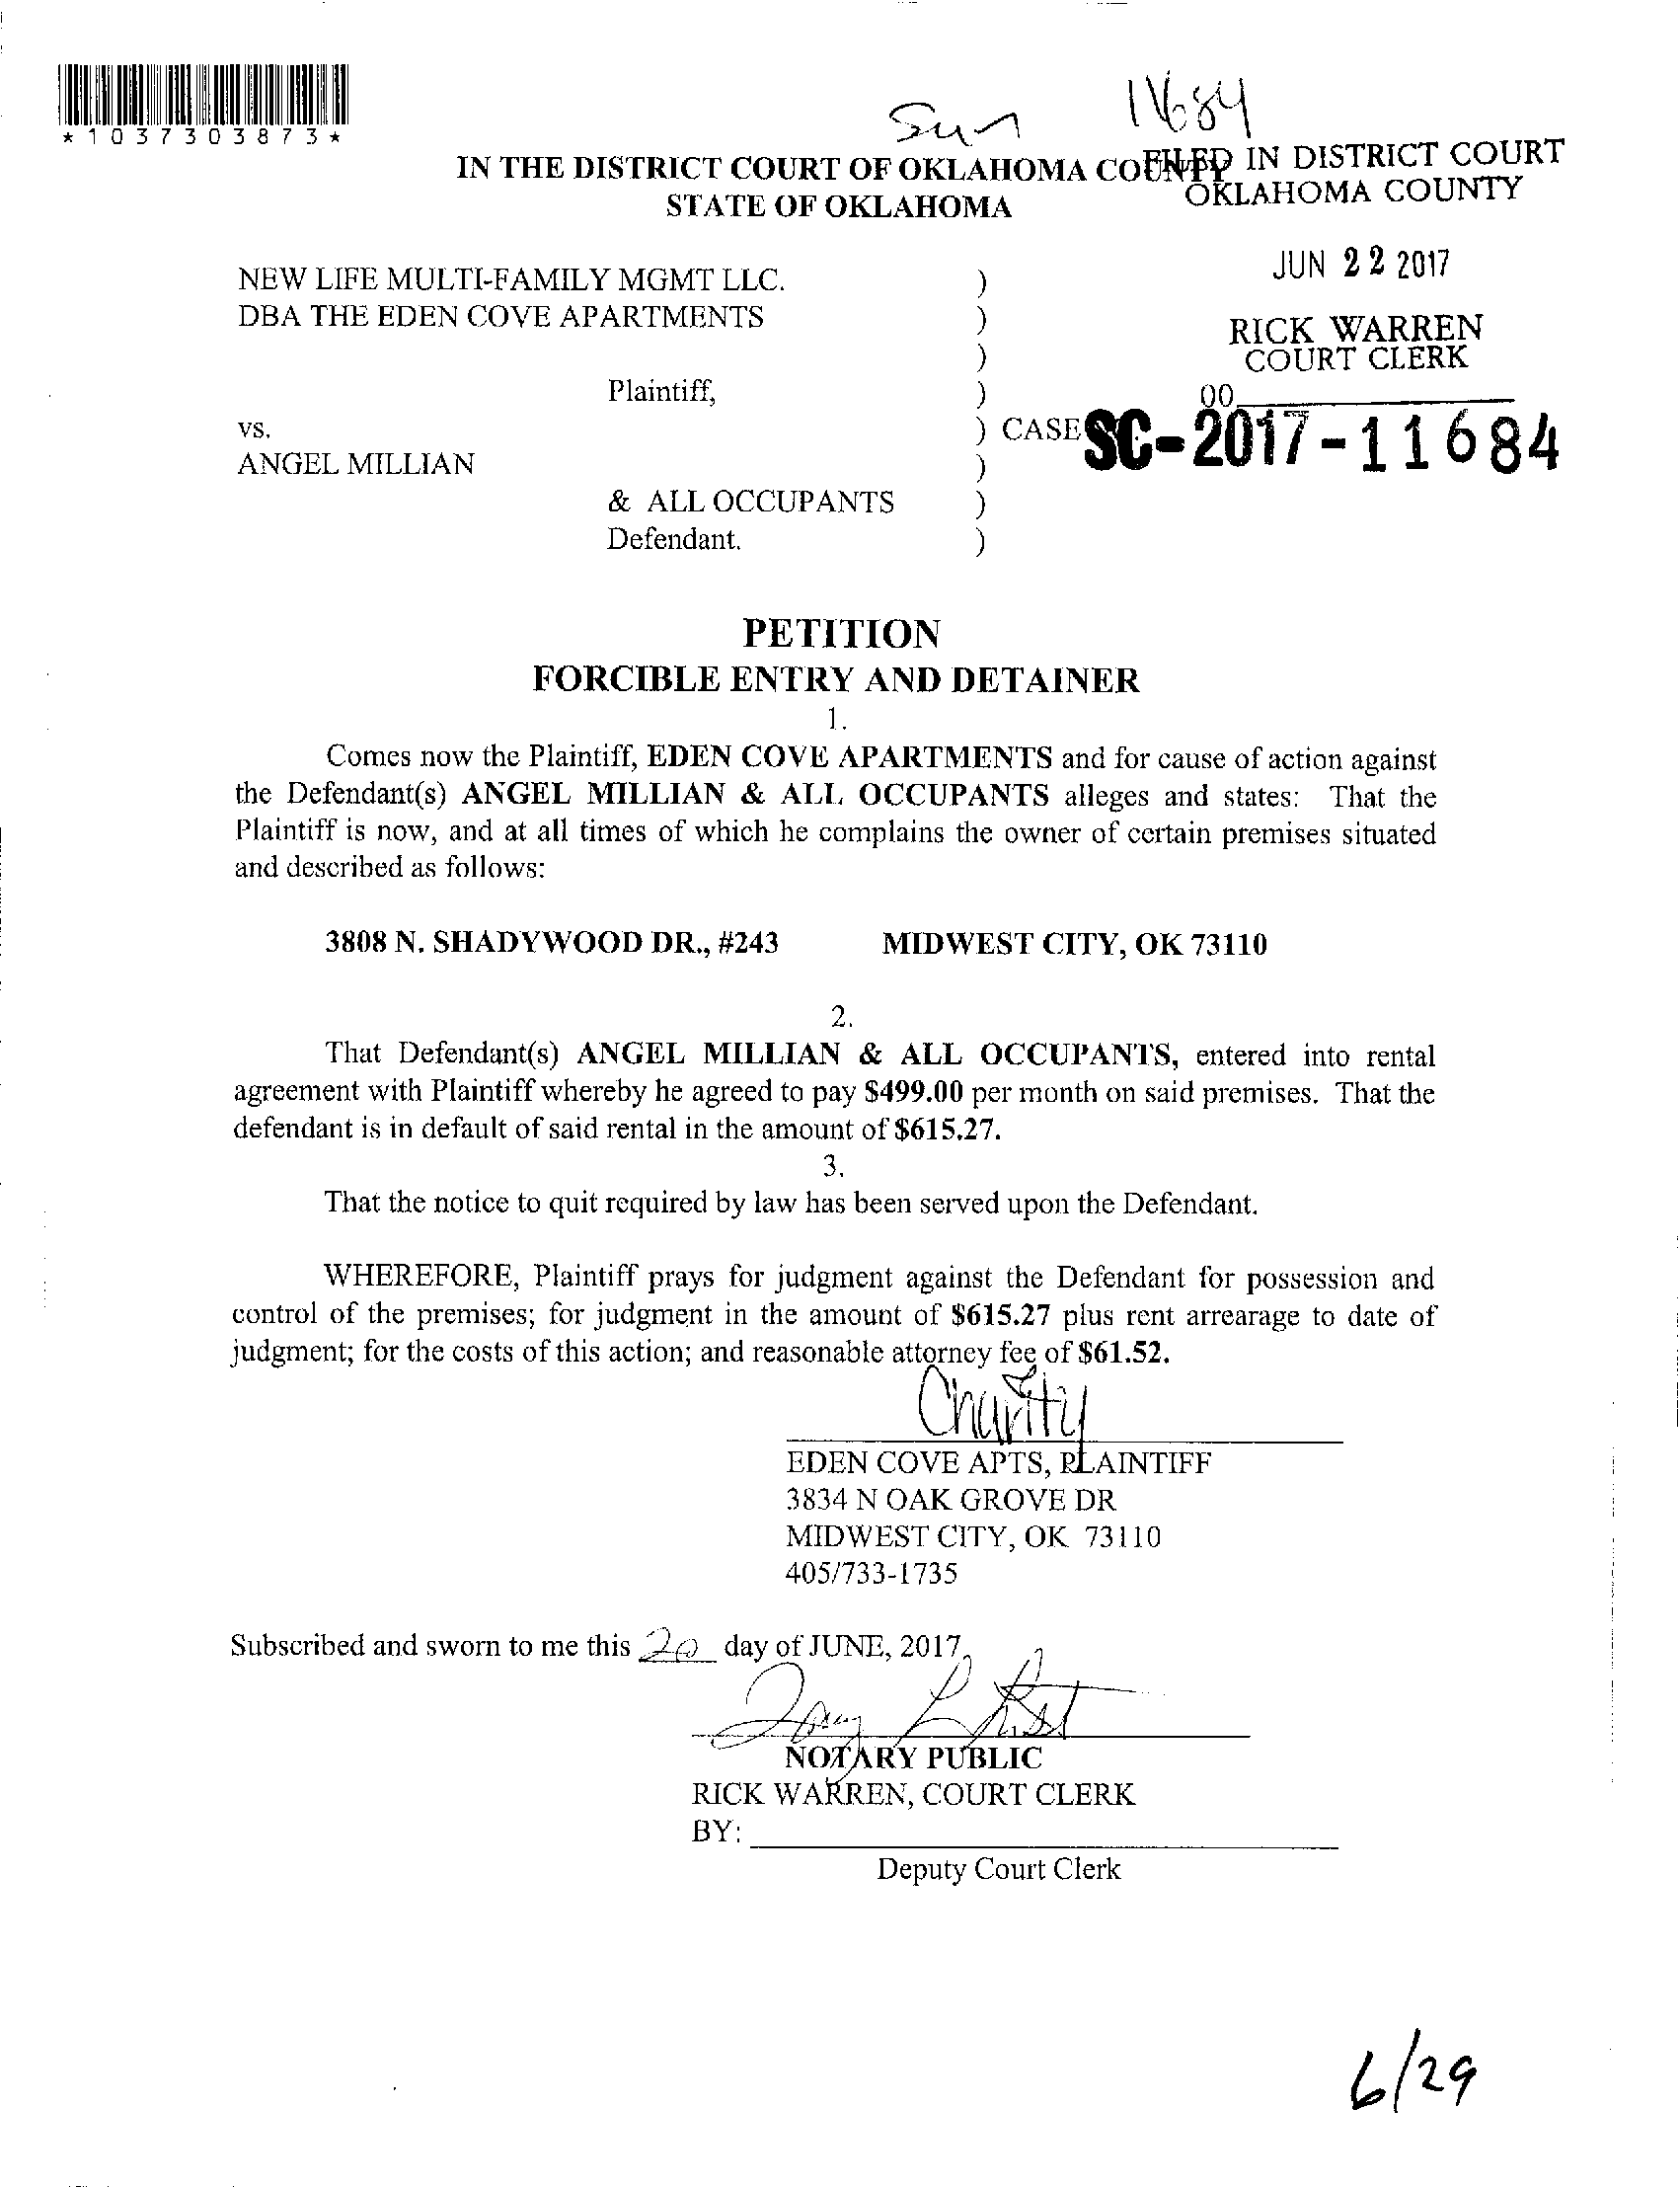 *1037303873*
Sun 11684
IN THE DISTRICT COURT OF OKLAHOMA COUNTY
STATE OF OKLAHOMA
FILED IN DISTRICT COURT
OKLAHOMA COUNTY
JUN 22 2017
RICK WARREN
COURT CLERK
00
NEW LIFE MULTI-FAMILY MGMT LLC. )
DBA THE EDEN COVE APARTMENTS )
)
Plaintiff, )
vs. ) CASE SC-2017-11684
ANGEL MILLIAN )
& ALL OCCUPANTS )
Defendant. )
PETITION
FORCIBLE ENTRY AND DETAINER
1.
Comes now the Plaintiff, EDEN COVE APARTMENTS and for cause of action against
the Defendant(s) ANGEL MILLIAN & ALL OCCUPANTS alleges and states: That the
Plaintiff is now, and at all times of which he complains the owner of certain premises situated
and described as follows:
3808 N. SHADYWOOD DR., #243 MIDWEST CITY, OK 73110
2.
That Defendant(s) ANGEL MILLIAN & ALL OCCUPANTS, entered into rental
agreement with Plaintiff whereby he agreed to pay $499.00 per month on said premises. That the
defendant is in default of said rental in the amount of $615.27.
3.
That the notice to quit required by law has been served upon the Defendant.
WHEREFORE, Plaintiff prays for judgment against the Defendant for possession and
control of the premises; for judgment in the amount of $615.27 plus rent arrearage to date of
judgment; for the costs of this action; and reasonable attorney fee of $61.52.
Charity
EDEN COVE APTS, PLAINTIFF
3834 N OAK GROVE DR
MIDWEST CITY, OK 73110
405/733-1735
Subscribed and sworn to me this 20 day of JUNE, 2017.
NOTARY PUBLIC
RICK WARREN, COURT CLERK
BY:
Deputy Court Clerk
6/29